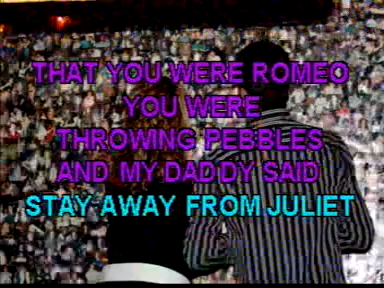 THAT YOU WERE ROMEO
YOU WERE
THROWING PEBBLES
AND MY DADDY SAID
STAY AWAY FROM JULIET